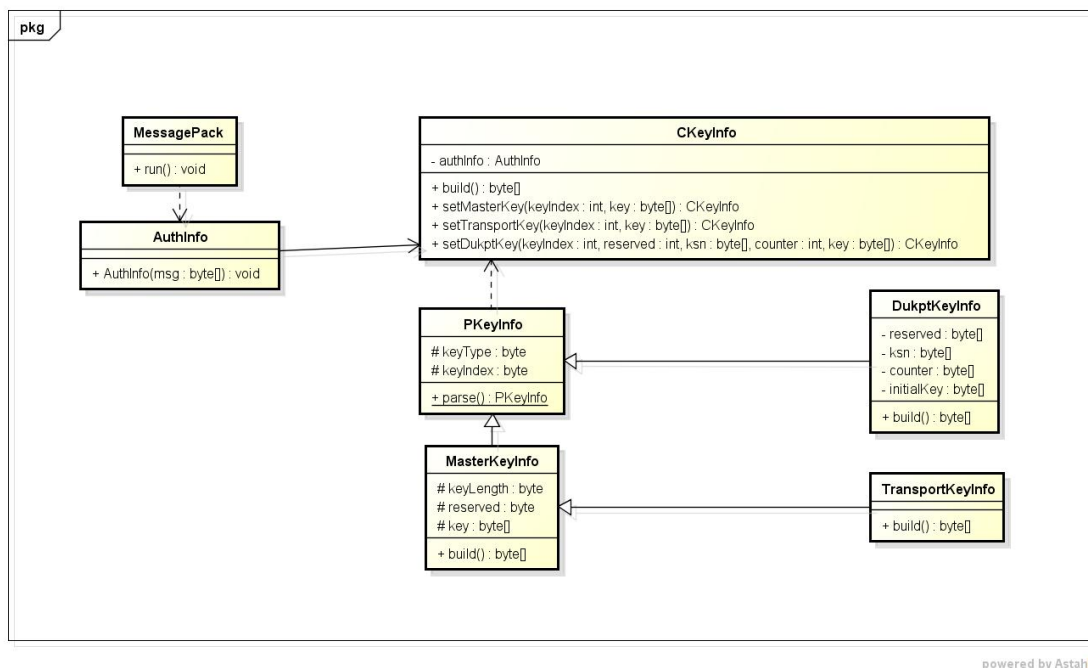 pkg
MessagePack
+ run() : void
AuthInfo
+ AuthInfo(msg : byte[]) : void
CKeyInfo
- authInfo : AuthInfo
+ build() : byte[]
+ setMasterKey(keyIndex : int, key : byte[]) : CKeyInfo
+ setTransportKey(keyIndex : int, key : byte[]) : CKeyInfo
+ setDukptKey(keyIndex : int, reserved : int, ksn : byte[], counter : int, key : byte[]) : CKeyInfo
PKeyInfo
# keyType : byte
# keyIndex : byte
+ parse() : PKeyInfo
DukptKeyInfo
- reserved : byte[]
- ksn : byte[]
- counter : byte[]
- initialKey : byte[]
+ build() : byte[]
MasterKeyInfo
# keyLength : byte
# reserved : byte
# key : byte[]
+ build() : byte[]
TransportKeyInfo
+ build() : byte[]
powered by Astah